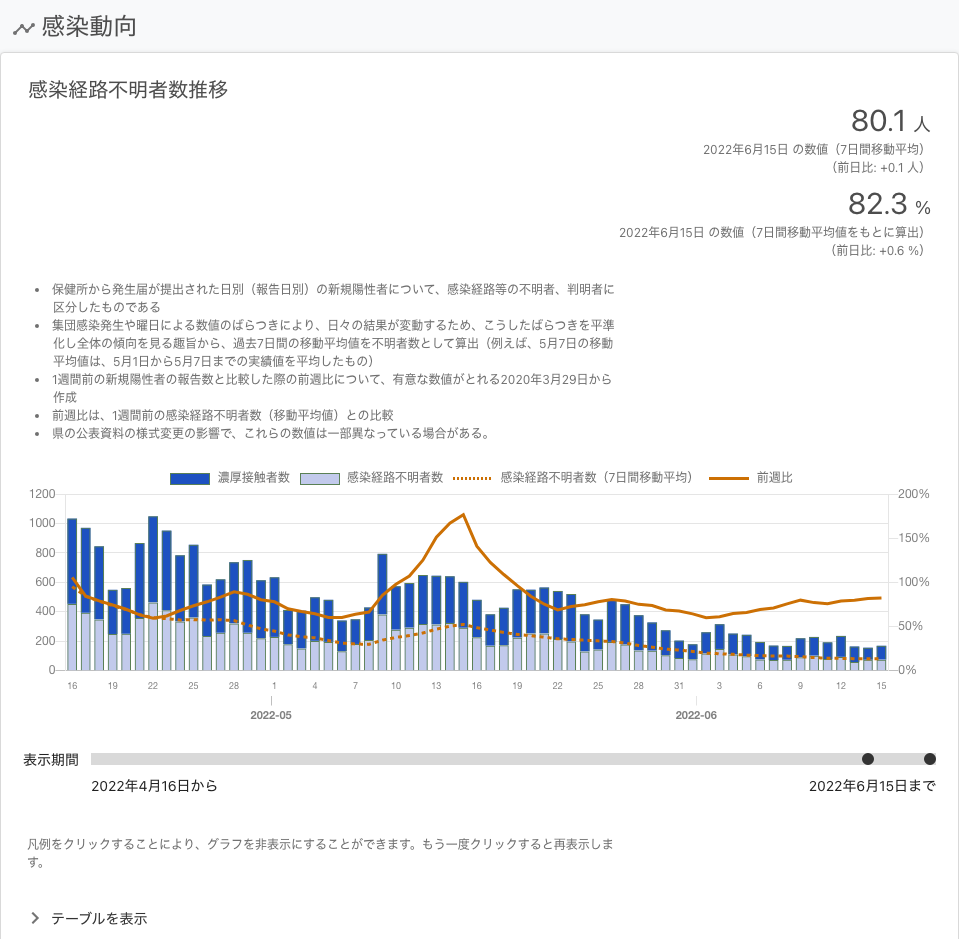 感染動向
感染経路不明者数推移
80.1 人
2022年6月15日 の数値（7日間移動平均）
（前日比: +0.1 人）
82.3 %
2022年6月15日 の数値（7日間移動平均値をもとに算出）
（前日比: +0.6 %）
• 保健所から発生届が提出された日別（報告日別）の新規陽性者について、感染経路等の不明者、判明者に
区分したものである
• 集団感染発生や曜日による数値のばらつきにより、日々の結果が変動するため、こうしたばらつきを平準
化し全体の傾向を見る趣旨から、過去7日間の移動平均値を不明者数として算出（例えば、5月7日の移動
平均値は、5月1日から5月7日までの実績値を平均したもの）
• 1週間前の新規陽性者の報告数と比較した際の前週比について、有意な数値がとれる2020年3月29日から
作成
• 前週比は、1週間前の感染経路不明者数（移動平均値）との比較
• 県の公表資料の様式変更の影響で、これらの数値は一部異なっている場合がある。
濃厚接触者数 感染経路不明者数 感染経路不明者数（7日間移動平均） 前週比
1200 200%
1000 150%
800
600 100%
400
200 50%
0 0%
16 19 22 25 28 1 4 7 10 13 16 19 22 25 28 31 3 6 9 12 15
2022-05 2022-06
表示期間
2022年4月16日から 2022年6月15日まで
凡例をクリックすることにより、グラフを非表示にすることができます。もう一度クリックすると再表示しま
す。
テーブルを表示